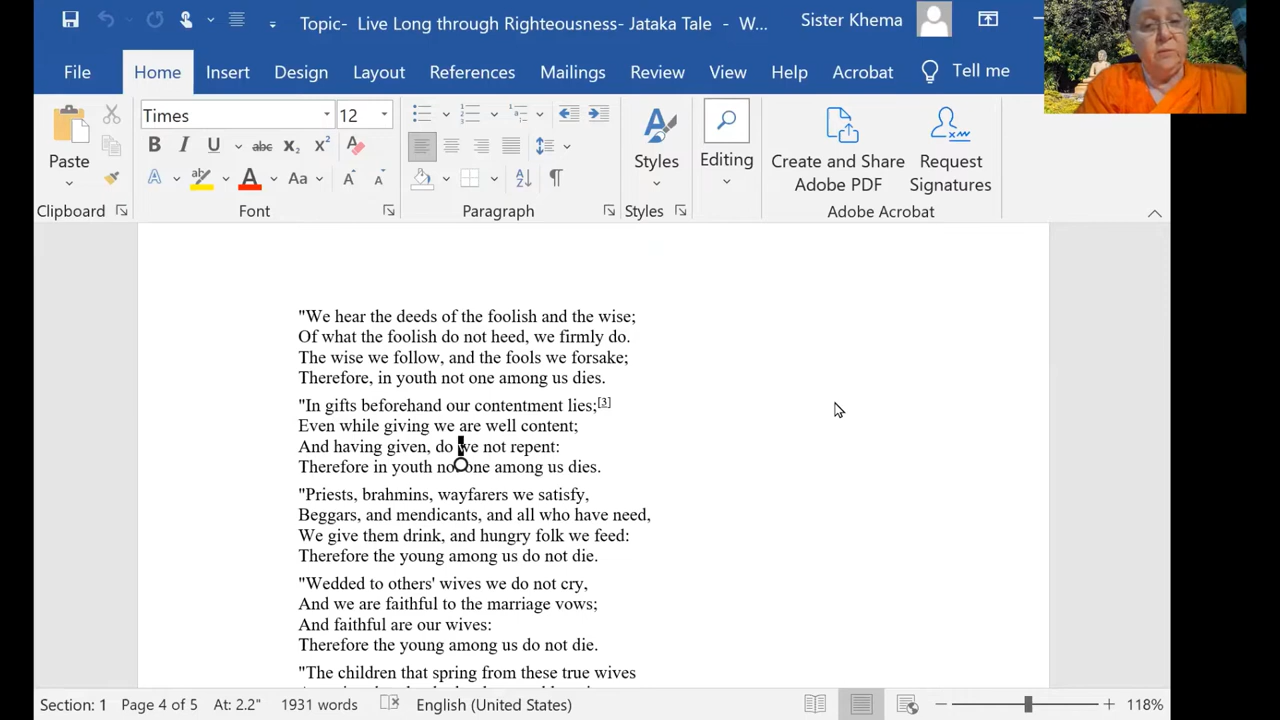 Topic- Live Long through Righteousness- Jataka Tale - W...
Sister Khema
File Home Insert Design Layout References Mailings Review View Help Acrobat Tell me
Times 12
Paste
B I U abc X2 X2
A A Aa A A
Styles
Editing
Create and Share Adobe PDF
Request Signatures
Clipboard Font Paragraph Styles Adobe Acrobat
"We hear the deeds of the foolish and the wise;
Of what the foolish do not heed, we firmly do.
The wise we follow, and the fools we forsake;
Therefore, in youth not one among us dies.
"In gifts beforehand our contentment lies;[3]
Even while giving we are well content;
And having given, do we not repent:
Therefore in youth not one among us dies.
"Priests, brahmins, wayfarers we satisfy,
Beggars, and mendicants, and all who have need,
We give them drink, and hungry folk we feed:
Therefore the young among us do not die.
"Wedded to others' wives we do not cry,
And we are faithful to the marriage vows;
And faithful are our wives:
Therefore the young among us do not die.
"The children that spring from these true wives
Section: 1 Page 4 of 5 At: 2.2" 1931 words English (United States) 118%